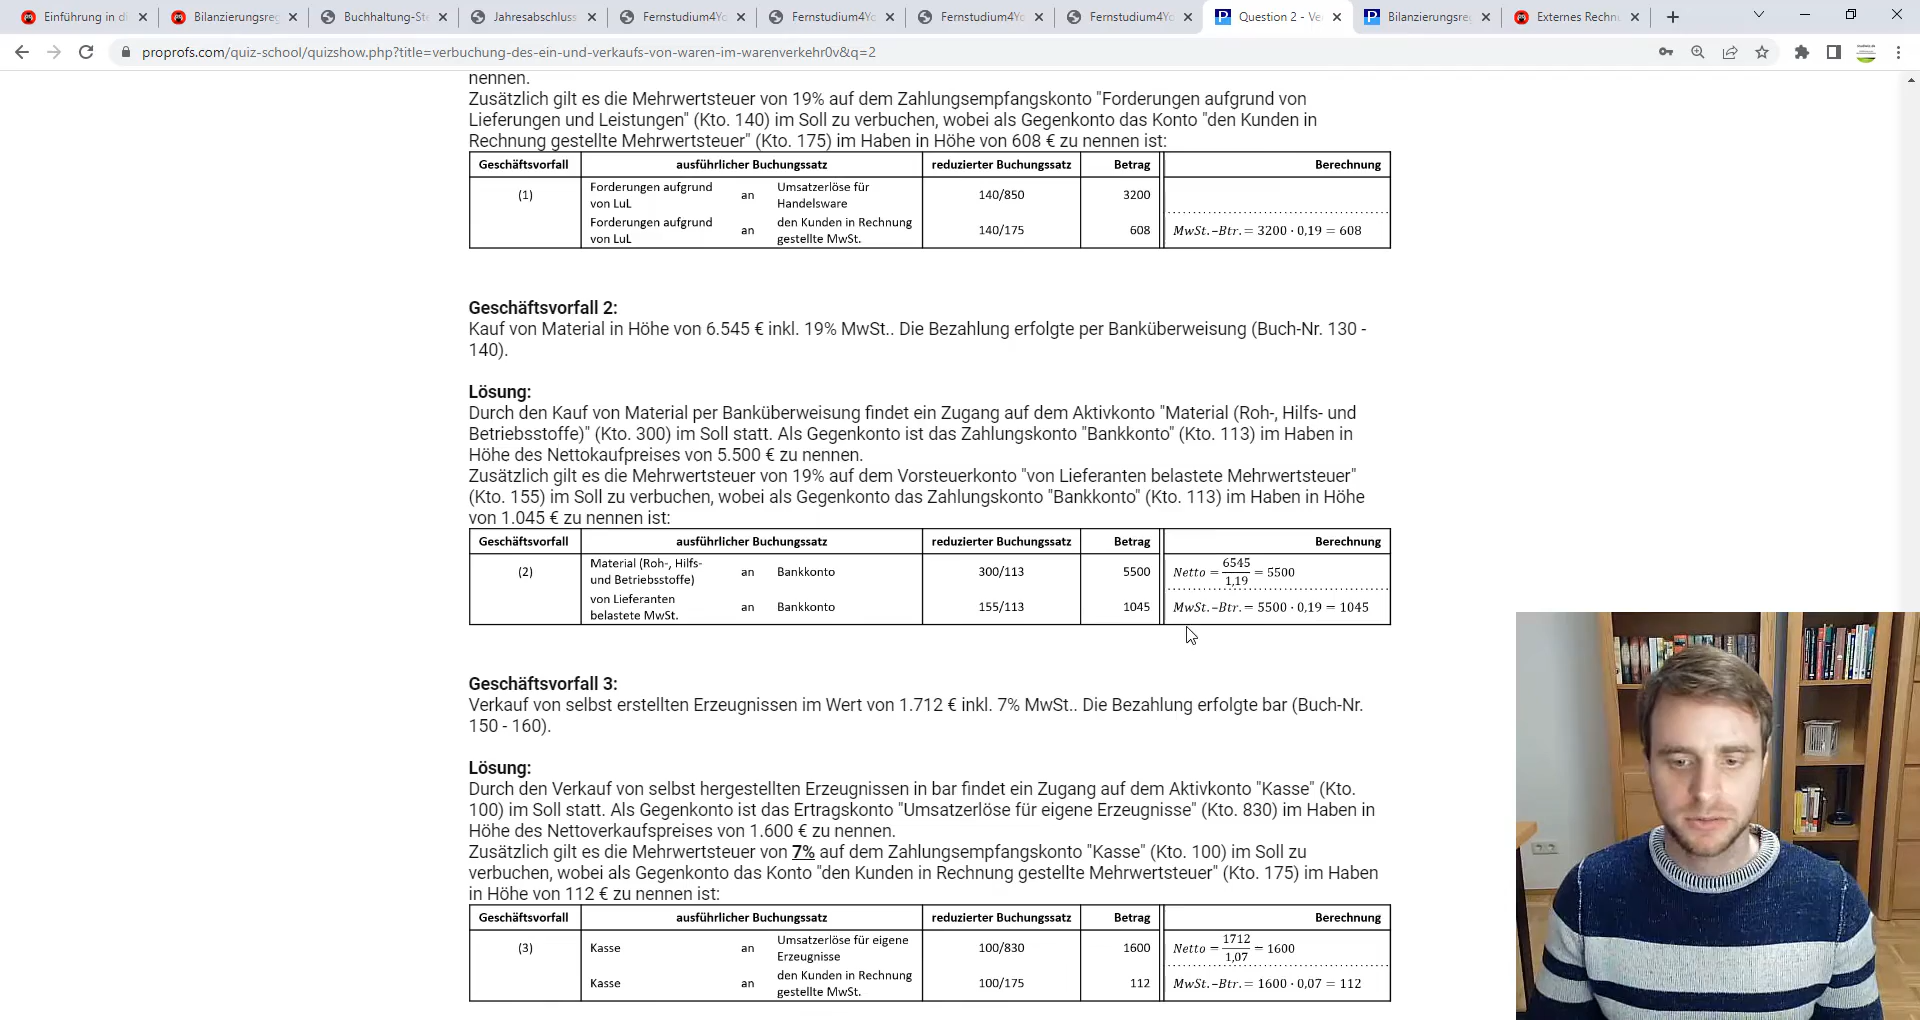 Einführung in di
Bilanzierungsreg
Buchhaltung-Ste
Jahresabschluss
Fernstudium4Yo
Fernstudium4Yo
Fernstudium4Yo
Fernstudium4Yo
Question 2 - Ve
Bilanzierungsre
Externes Rechn
proprofs.com/quiz-school/quizshow.php?title=verbuchung-des-ein-und-verkaufs-von-waren-im-warenverkehr0v&q=2
nennen.
Zusätzlich gilt es die Mehrwertsteuer von 19% auf dem Zahlungsempfangskonto "Forderungen aufgrund von
Lieferungen und Leistungen" (Kto. 140) im Soll zu verbuchen, wobei als Gegenkonto das Konto "den Kunden in
Rechnung gestellte Mehrwertsteuer" (Kto. 175) im Haben in Höhe von 608 € zu nennen ist:
Geschäftsvorfall ausführlicher Buchungssatz reduzierter Buchungssatz Betrag Berechnung
(1) Forderungen aufgrund von LuL an Umsatzerlöse für Handelsware 140/850 3200
Forderungen aufgrund von LuL an den Kunden in Rechnung gestellte MwSt. 140/175 608 MwSt.-Btr. = 3200 · 0,19 = 608
Geschäftsvorfall 2:
Kauf von Material in Höhe von 6.545 € inkl. 19% MwSt.. Die Bezahlung erfolgte per Banküberweisung (Buch-Nr. 130 -
140).
Lösung:
Durch den Kauf von Material per Banküberweisung findet ein Zugang auf dem Aktivkonto "Material (Roh-, Hilfs- und
Betriebsstoffe)" (Kto. 300) im Soll statt. Als Gegenkonto ist das Zahlungskonto "Bankkonto" (Kto. 113) im Haben in
Höhe des Nettokaufpreises von 5.500 € zu nennen.
Zusätzlich gilt es die Mehrwertsteuer von 19% auf dem Vorsteuerkonto "von Lieferanten belastete Mehrwertsteuer"
(Kto. 155) im Soll zu verbuchen, wobei als Gegenkonto das Zahlungskonto "Bankkonto" (Kto. 113) im Haben in Höhe
von 1.045 € zu nennen ist:
Geschäftsvorfall ausführlicher Buchungssatz reduzierter Buchungssatz Betrag Berechnung
(2) Material (Roh-, Hilfs- und Betriebsstoffe) an Bankkonto 300/113 5500 Netto = 6545/1,19 = 5500
von Lieferanten belastete MwSt. an Bankkonto 155/113 1045 MwSt.-Btr. = 5500 · 0,19 = 1045
Geschäftsvorfall 3:
Verkauf von selbst erstellten Erzeugnissen im Wert von 1.712 € inkl. 7% MwSt.. Die Bezahlung erfolgte bar (Buch-Nr.
150 - 160).
Lösung:
Durch den Verkauf von selbst hergestellten Erzeugnissen in bar findet ein Zugang auf dem Aktivkonto "Kasse" (Kto.
100) im Soll statt. Als Gegenkonto ist das Ertragskonto "Umsatzerlöse für eigene Erzeugnisse" (Kto. 830) im Haben in
Höhe des Nettoverkaufspreises von 1.600 € zu nennen.
Zusätzlich gilt es die Mehrwertsteuer von 7% auf dem Zahlungsempfangskonto "Kasse" (Kto. 100) im Soll zu
verbuchen, wobei als Gegenkonto das Konto "den Kunden in Rechnung gestellte Mehrwertsteuer" (Kto. 175) im Haben
in Höhe von 112 € zu nennen ist:
Geschäftsvorfall ausführlicher Buchungssatz reduzierter Buchungssatz Betrag Berechnung
(3) Kasse an Umsatzerlöse für eigene Erzeugnisse 100/830 1600 Netto = 1712/1,07 = 1600
Kasse an den Kunden in Rechnung gestellte MwSt. 100/175 112 MwSt.-Btr. = 1600 · 0,07 = 112